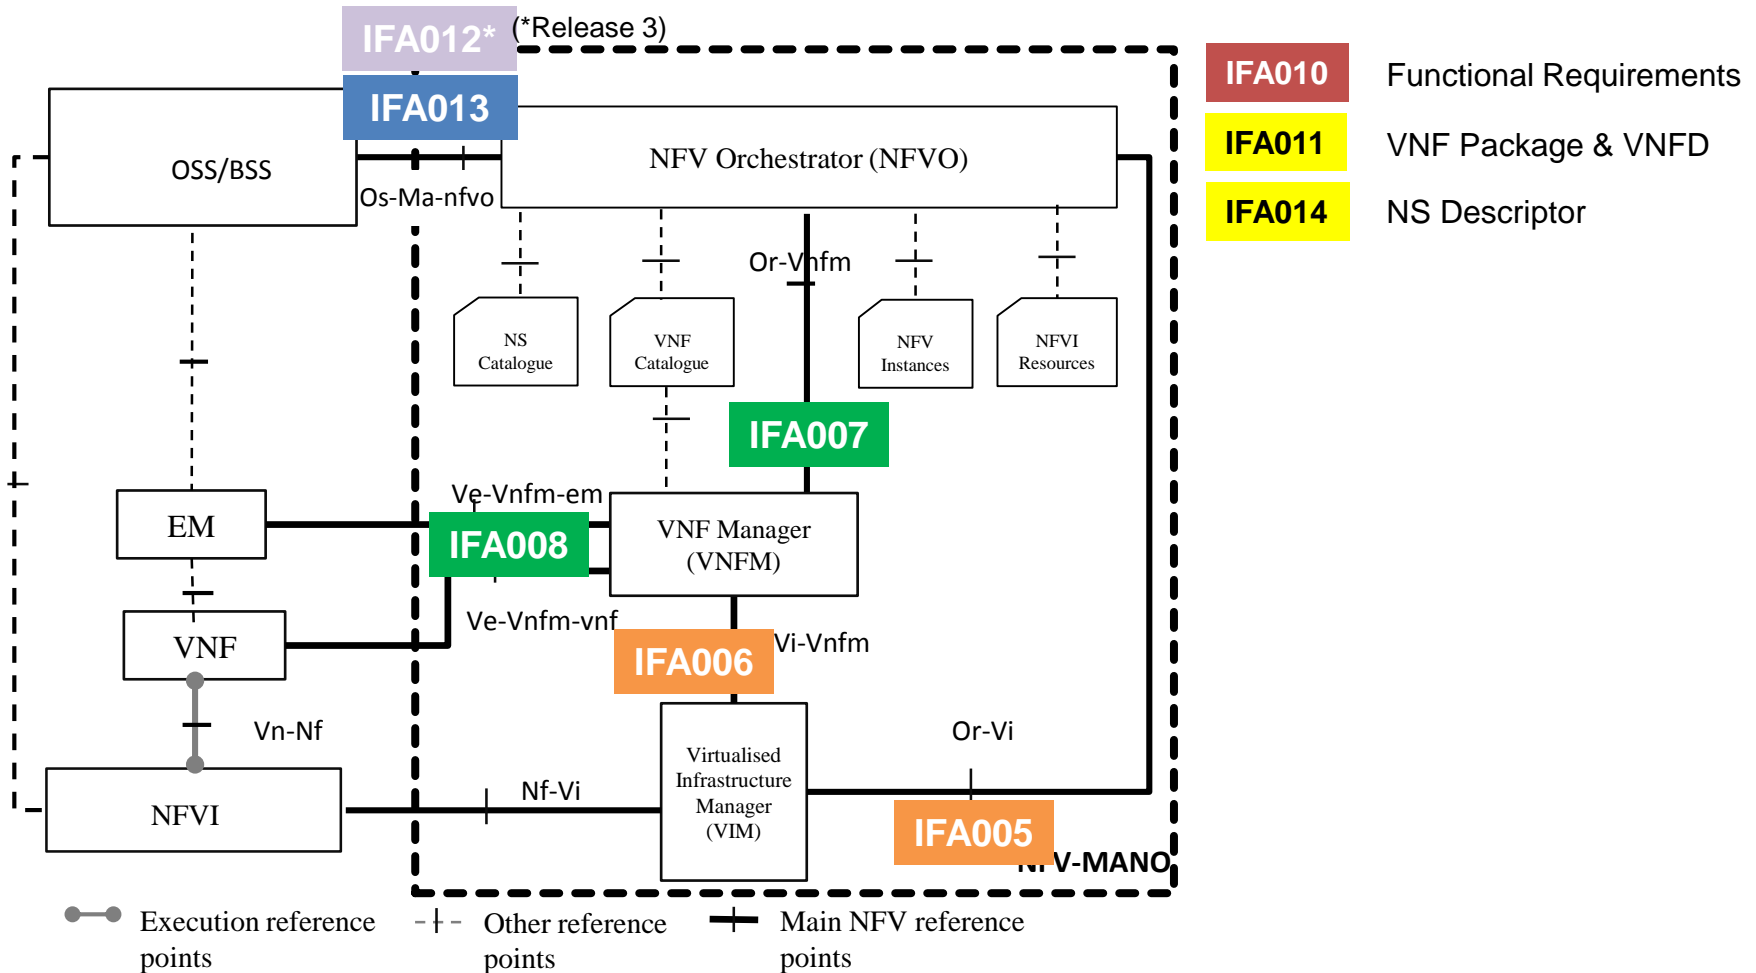 IFA012* (*Release 3)
IFA013
OSS/BSS
NFV Orchestrator (NFVO)
Os-Ma-nfvo
Or-Vnfm
NS
Catalogue
VNF
Catalogue
NFV
Instances
NFVI
Resources
IFA007
Ve-Vnfm-em
EM
IFA008
VNF Manager
(VNFM)
Ve-Vnfm-vnf
VNF
IFA006
Vi-Vnfm
Vn-Nf
Or-Vi
Virtualised
Infrastructure
Manager
(VIM)
Nf-Vi
NFVI
IFA005
NFV-MANO
IFA010 Functional Requirements
IFA011 VNF Package & VNFD
IFA014 NS Descriptor
Execution reference
points
Other reference
points
Main NFV reference
points